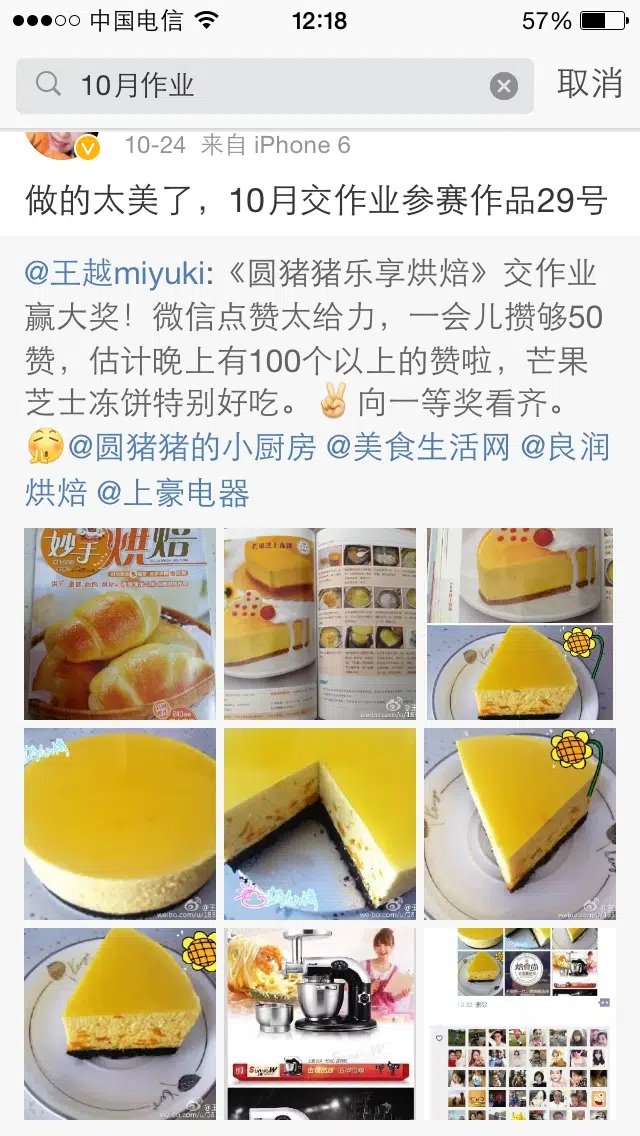 中国电信
12:18
57%
10月作业
取消
10-24 来自 iPhone 6
做的太美了，10月交作业参赛作品29号
@王越miyuki:《圆猪猪乐享烘焙》交作业
赢大奖！微信点赞太给力，一会儿攒够50
赞，估计晚上有100个以上的赞啦，芒果
芝士冻饼特别好吃。✌向一等奖看齐。
@圆猪猪的小厨房 @美食生活网 @良润
烘焙 @上豪电器
妙手烘焙
芒果芝士冻饼